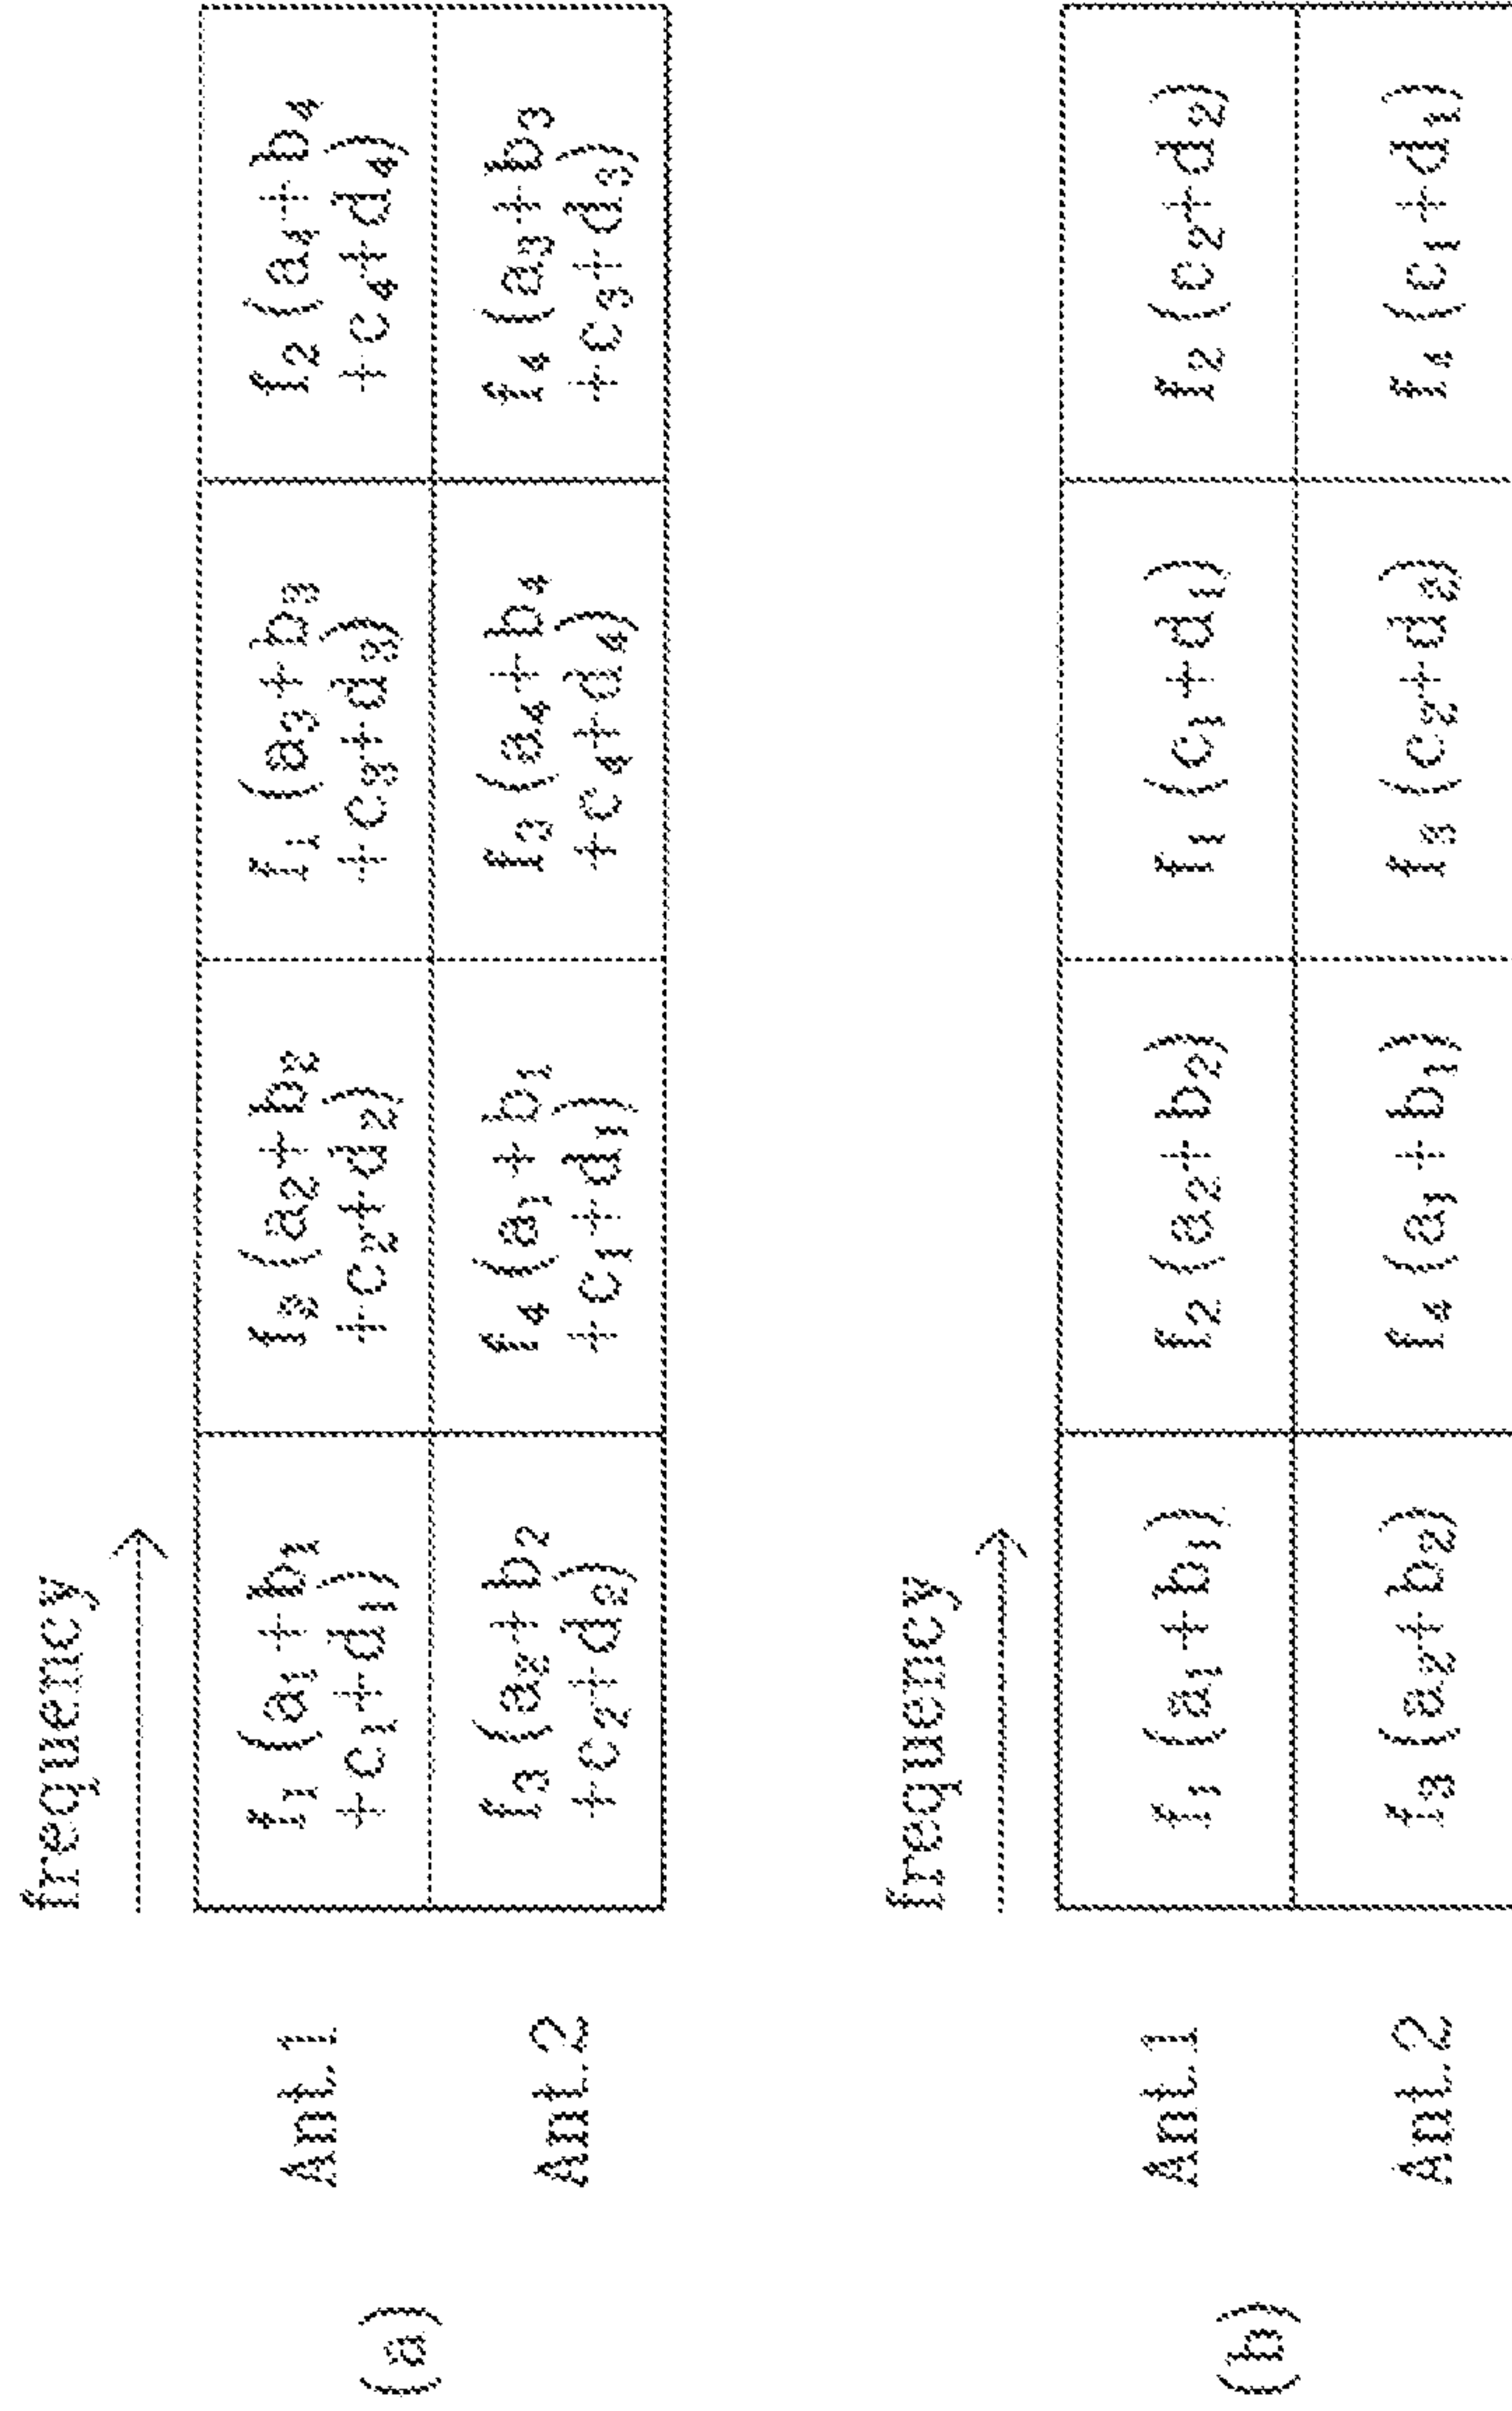 frequency
Ant.1
f₁(a₁+b₁
+c₁+d₁)
f₂(a₂+b₂
+c₂+d₂)
f₁(a₃+b₃
+c₃+d₃)
f₂(a₄+b₄
+c₄+d₄)
(a)
Ant.2
f₃(a₂+b₂
+c₂+d₂)
f₄(a₁+b₁
+c₁+d₁)
f₃(a₄+b₄
+c₄+d₄)
f₄(a₃+b₃
+c₃+d₃)
frequency
Ant.1
f₁(a₁+b₁)
f₂(a₂+b₂)
f₁(c₁+d₁)
f₂(c₂+d₂)
(b)
Ant.2
f₃(a₂+b₂)
f₄(a₁+b₁)
f₃(c₂+d₂)
f₄(c₁+d₁)